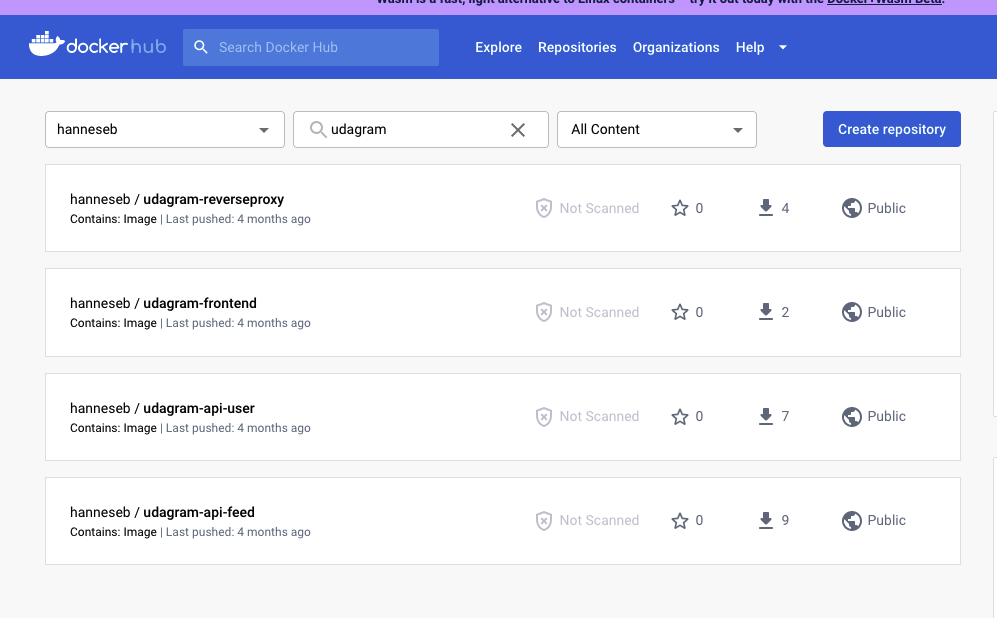 Wasm is a fast, light alternative to Linux containers – try it out today with the Docker+Wasm Beta.
docker hub
Search Docker Hub
Explore
Repositories
Organizations
Help
hanneseb
udagram
All Content
Create repository
hanneseb / udagram-reverseproxy
Contains: Image | Last pushed: 4 months ago
Not Scanned
0
4
Public
hanneseb / udagram-frontend
Contains: Image | Last pushed: 4 months ago
Not Scanned
0
2
Public
hanneseb / udagram-api-user
Contains: Image | Last pushed: 4 months ago
Not Scanned
0
7
Public
hanneseb / udagram-api-feed
Contains: Image | Last pushed: 4 months ago
Not Scanned
0
9
Public